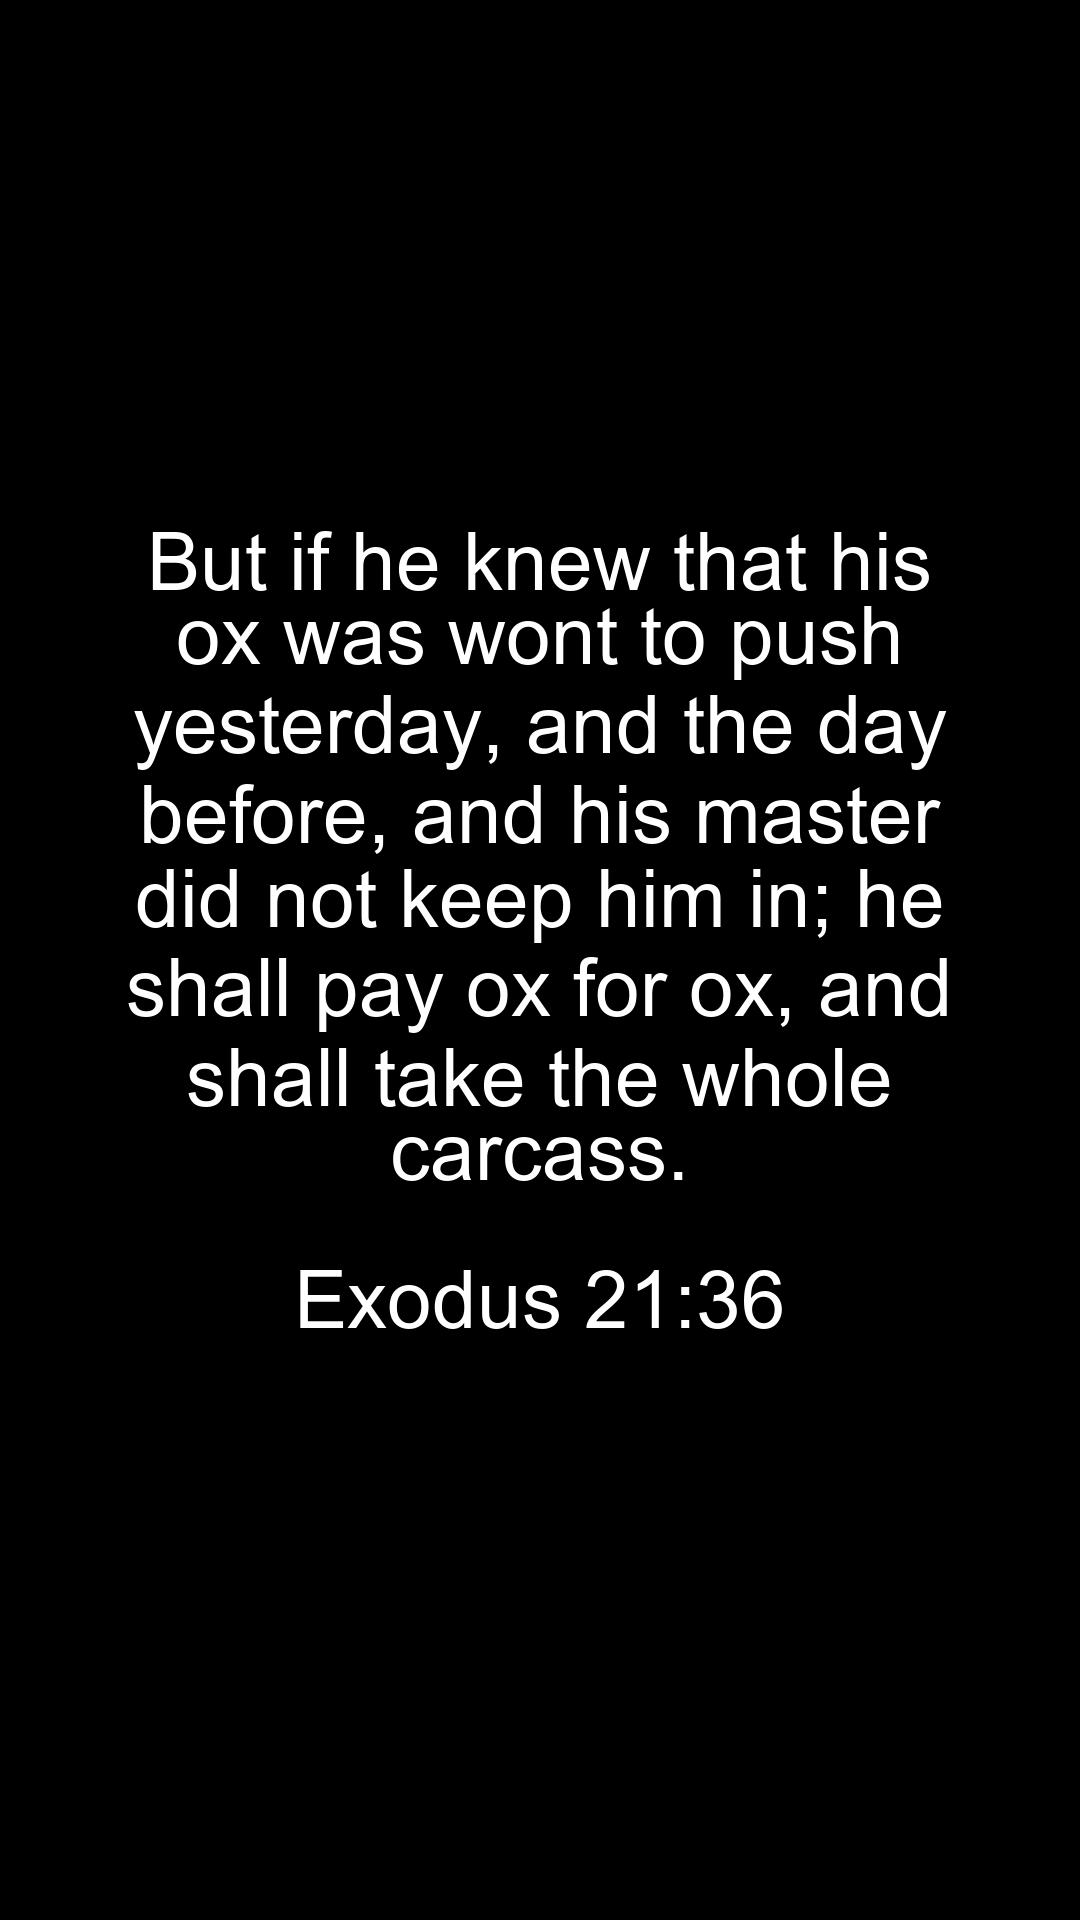 But if he knew that his
ox was wont to push
yesterday, and the day
before, and his master
did not keep him in; he
shall pay ox for ox, and
shall take the whole
carcass.
Exodus 21:36